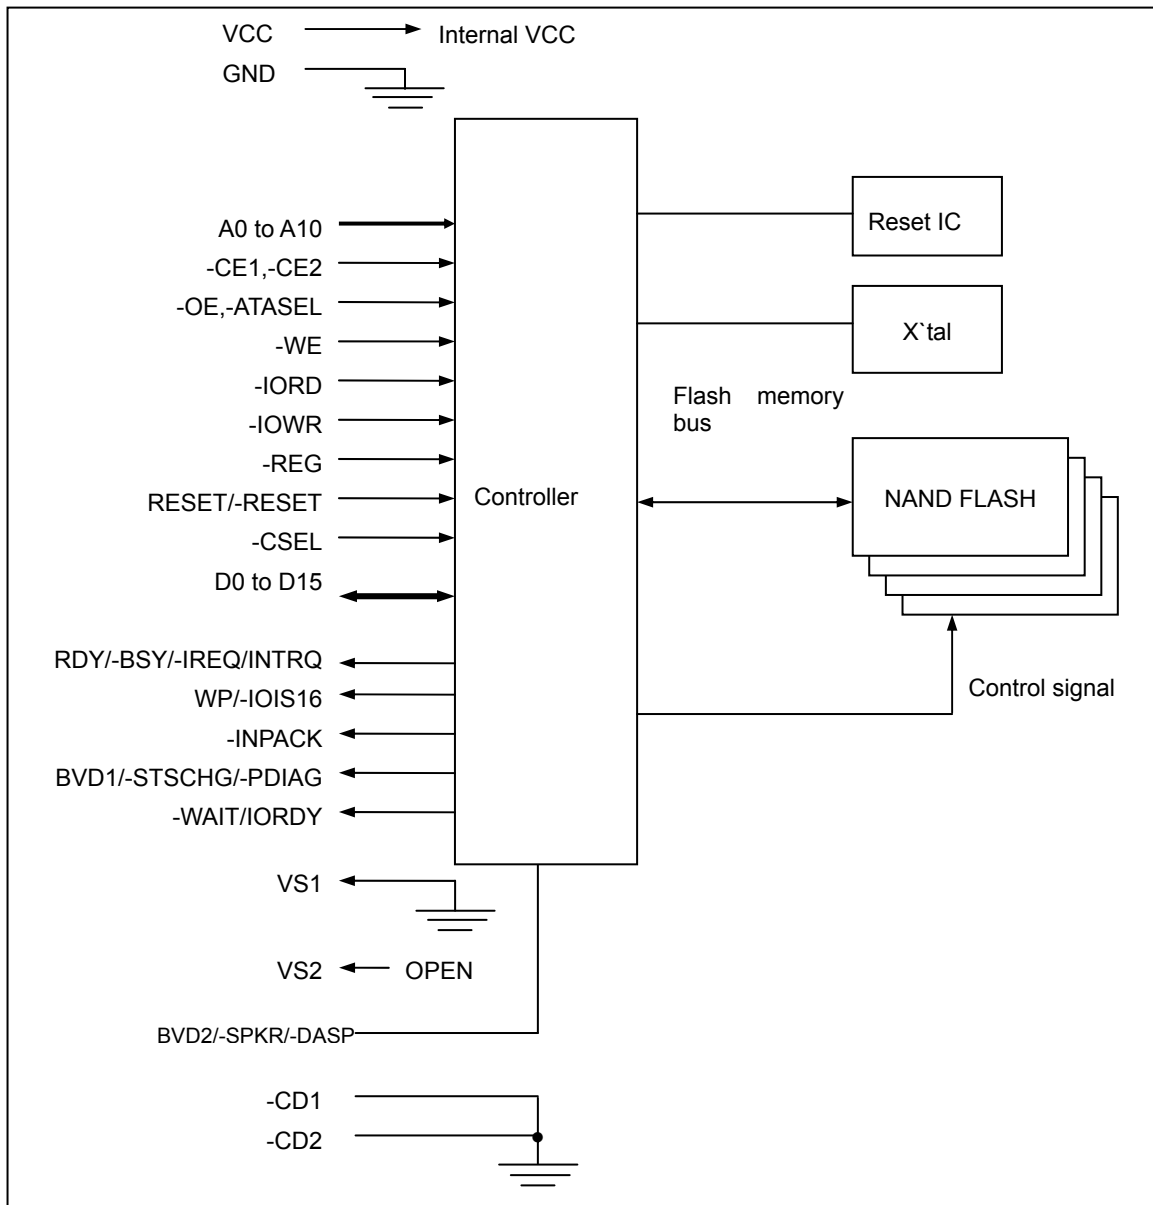 VCC
Internal VCC
GND
A0 to A10
-CE1,-CE2
-OE,-ATASEL
-WE
-IORD
-IOWR
-REG
RESET/-RESET
-CSEL
D0 to D15
RDY/-BSY/-IREQ/INTRQ
WP/-IOIS16
-INPACK
BVD1/-STSCHG/-PDIAG
-WAIT/IORDY
VS1
VS2
OPEN
BVD2/-SPKR/-DASP
-CD1
-CD2
Controller
Reset IC
X`tal
Flash memory
bus
NAND FLASH
Control signal